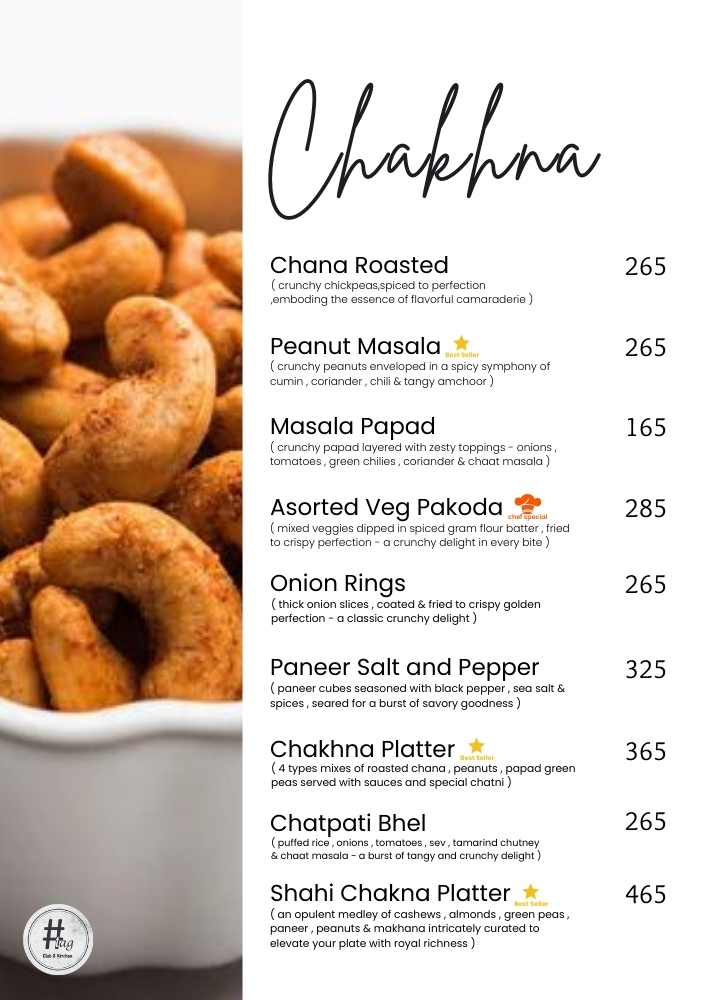 Chakhna
Chana Roasted 265
( crunchy chickpeas,spiced to perfection
,emboding the essence of flavorful camaraderie )
Peanut Masala Best Seller 265
( crunchy peanuts enveloped in a spicy symphony of
cumin , coriander , chili & tangy amchoor )
Masala Papad 165
( crunchy papad layered with zesty toppings - onions ,
tomatoes , green chilies , coriander & chaat masala )
Asorted Veg Pakoda chef special 285
( mixed veggies dipped in spiced gram flour batter , fried
to crispy perfection - a crunchy delight in every bite )
Onion Rings 265
( thick onion slices , coated & fried to crispy golden
perfection - a classic crunchy delight )
Paneer Salt and Pepper 325
( paneer cubes seasoned with black pepper , sea salt &
spices , seared for a burst of savory goodness )
Chakhna Platter Best Seller 365
( 4 types mixes of roasted chana , peanuts , papad green
peas served with sauces and special chatni )
Chatpati Bhel 265
( puffed rice , onions , tomatoes , sev , tamarind chutney
& chaat masala - a burst of tangy and crunchy delight )
Shahi Chakna Platter Best Seller 465
( an opulent medley of cashews , almonds , green peas ,
paneer , peanuts & makhana intricately curated to
elevate your plate with royal richness )
#tag
Club & Kitchen